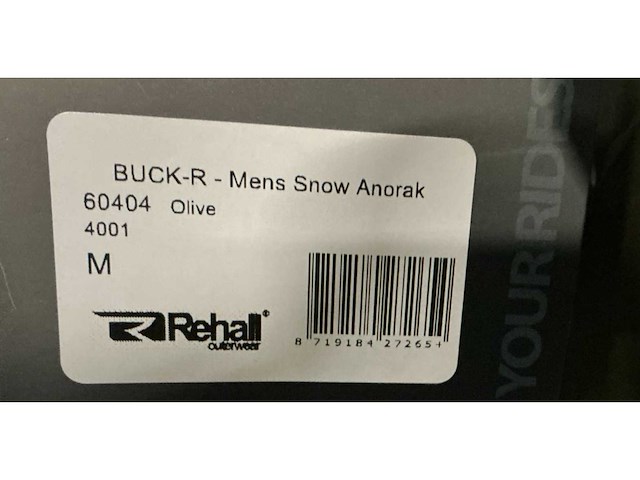 BUCK-R - Mens Snow Anorak
60404 Olive
4001
M
Rehall®
outerwear
8 719184 272654
YOUR RIDES